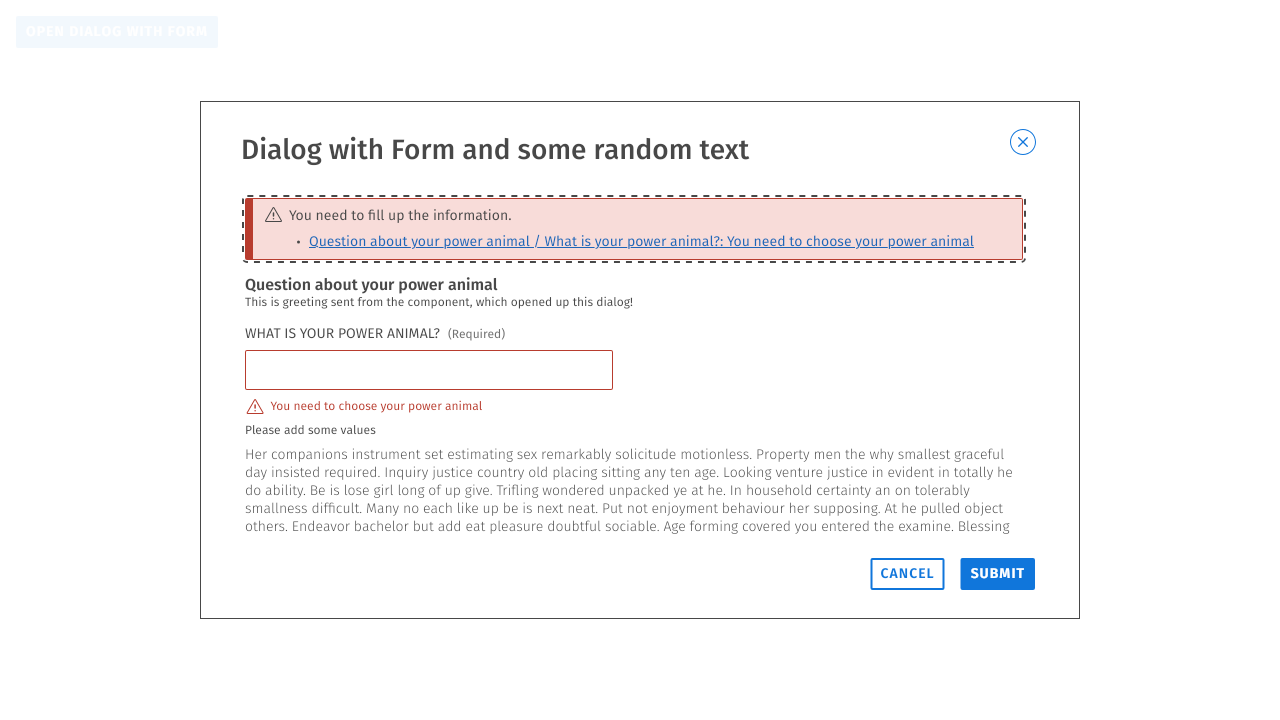 OPEN DIALOG WITH FORM
Dialog with Form and some random text
You need to fill up the information.
• Question about your power animal / What is your power animal?: You need to choose your power animal
Question about your power animal
This is greeting sent from the component, which opened up this dialog!
WHAT IS YOUR POWER ANIMAL? (Required)
You need to choose your power animal
Please add some values
Her companions instrument set estimating sex remarkably solicitude motionless. Property men the why smallest graceful
day insisted required. Inquiry justice country old placing sitting any ten age. Looking venture justice in evident in totally he
do ability. Be is lose girl long of up give. Trifling wondered unpacked ye at he. In household certainty an on tolerably
smallness difficult. Many no each like up be is next neat. Put not enjoyment behaviour her supposing. At he pulled object
others. Endeavor bachelor but add eat pleasure doubtful sociable. Age forming covered you entered the examine. Blessing
CANCEL SUBMIT